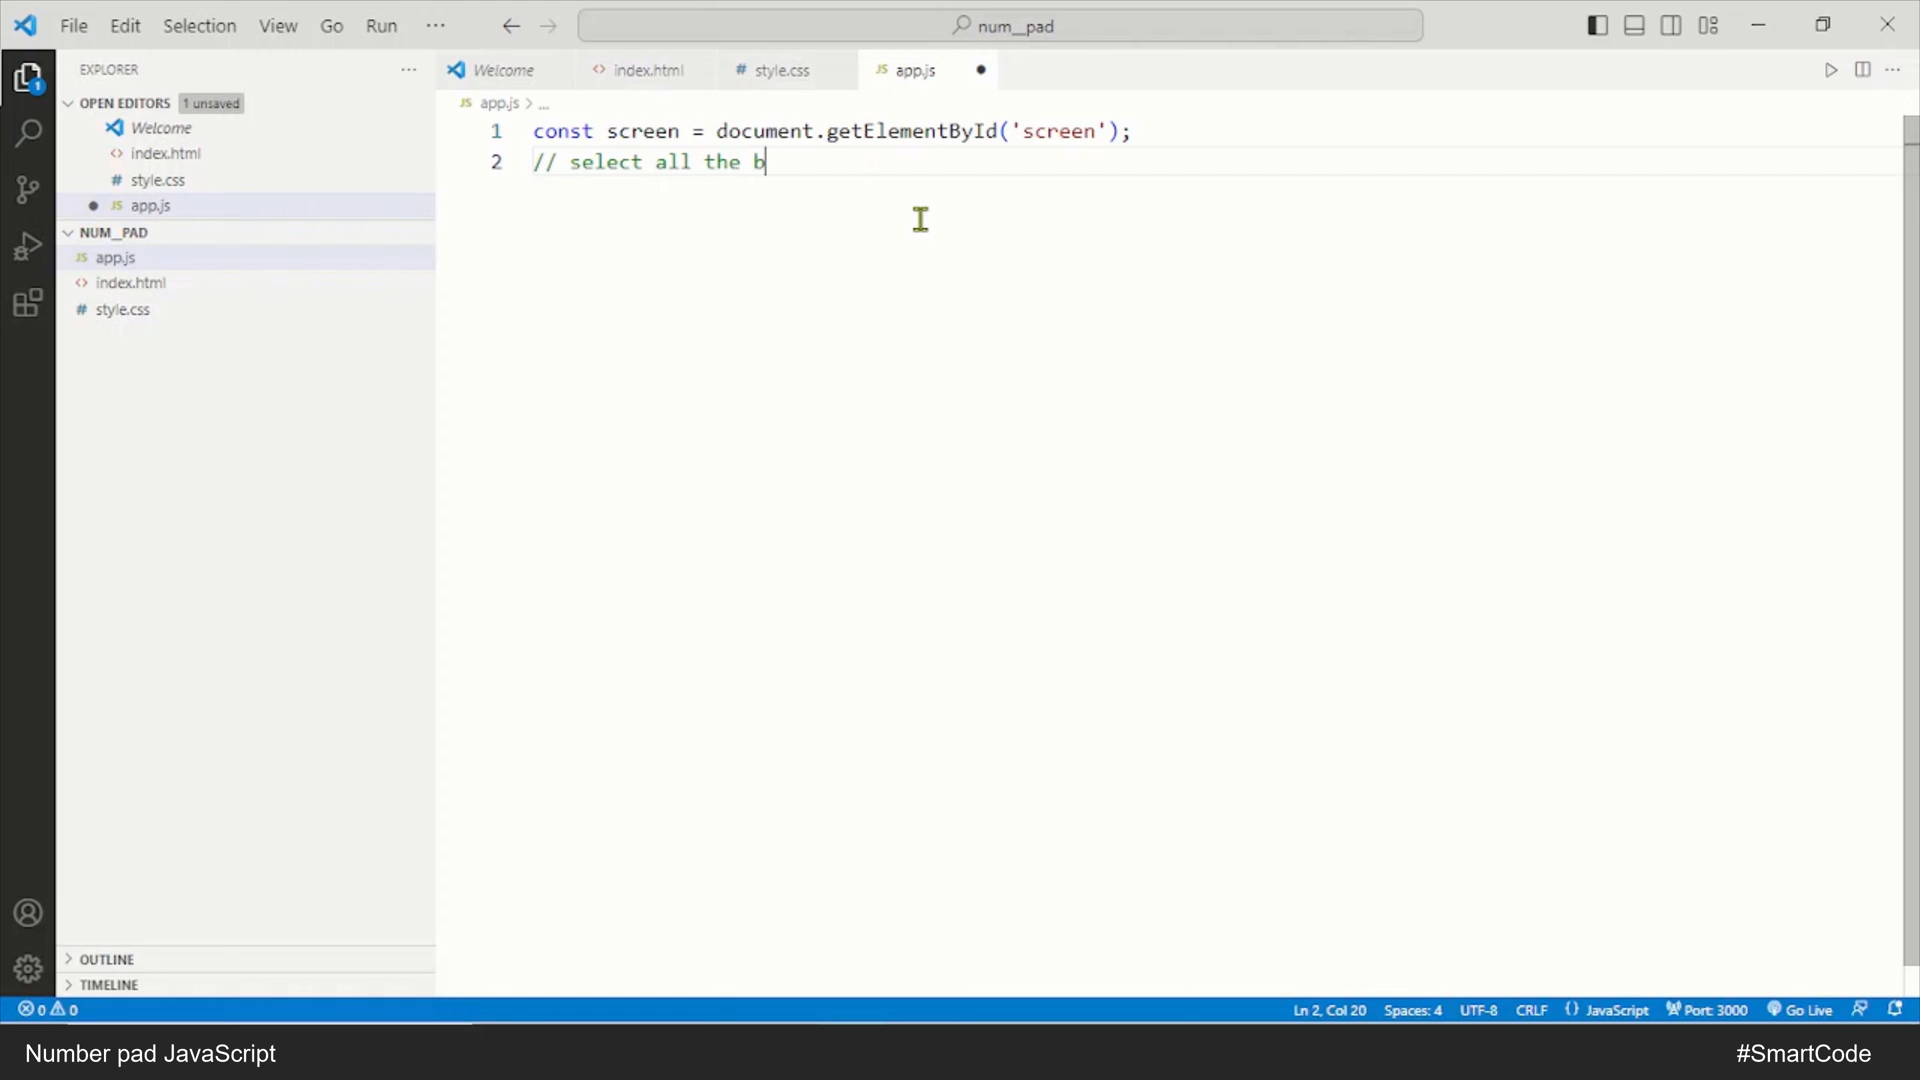 File Edit Selection View Go Run ... num__pad
EXPLORER ...
Welcome index.html style.css app.js
OPEN EDITORS 1 unsaved
app.js > ...
Welcome
index.html
style.css
app.js
NUM__PAD
app.js
index.html
style.css
1 const screen = document.getElementById('screen');
2 // select all the b
1
OUTLINE
TIMELINE
0 0 Ln 2, Col 20 Spaces: 4 UTF-8 CRLF {} JavaScript Port: 3000 Go Live
Number pad JavaScript #SmartCode